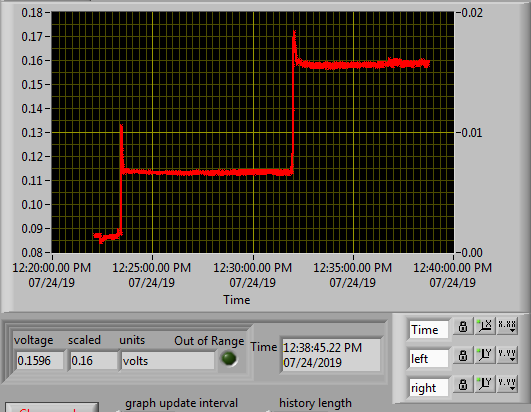 0.18
0.17
0.16
0.15
0.14
0.13
0.12
0.11
0.10
0.09
0.08
0.02
0.01
0.00
12:20:00.00 PM 12:25:00.00 PM 12:30:00.00 PM 12:35:00.00 PM 12:40:00.00 PM
07/24/19 07/24/19 07/24/19 07/24/19 07/24/19
Time
voltage scaled units Out of Range
0.1596 0.16 volts
Time 12:38:45.22 PM
07/24/2019
Time X.XX
left Y.YY
right Y.YY
graph update interval history length